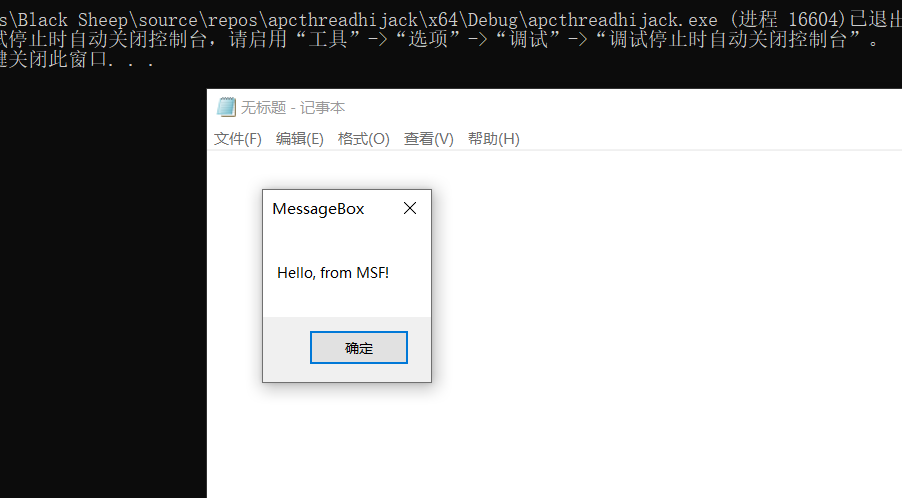 s\Black Sheep\source\repos\apcthreadhijack\x64\Debug\apcthreadhijack.exe (进程 16604)已退出
试停止时自动关闭控制台，请启用“工具”->“选项”->“调试”->“调试停止时自动关闭控制台”。
键关闭此窗口. . .
无标题 - 记事本
文件(F) 编辑(E) 格式(O) 查看(V) 帮助(H)
MessageBox
Hello, from MSF!
确定